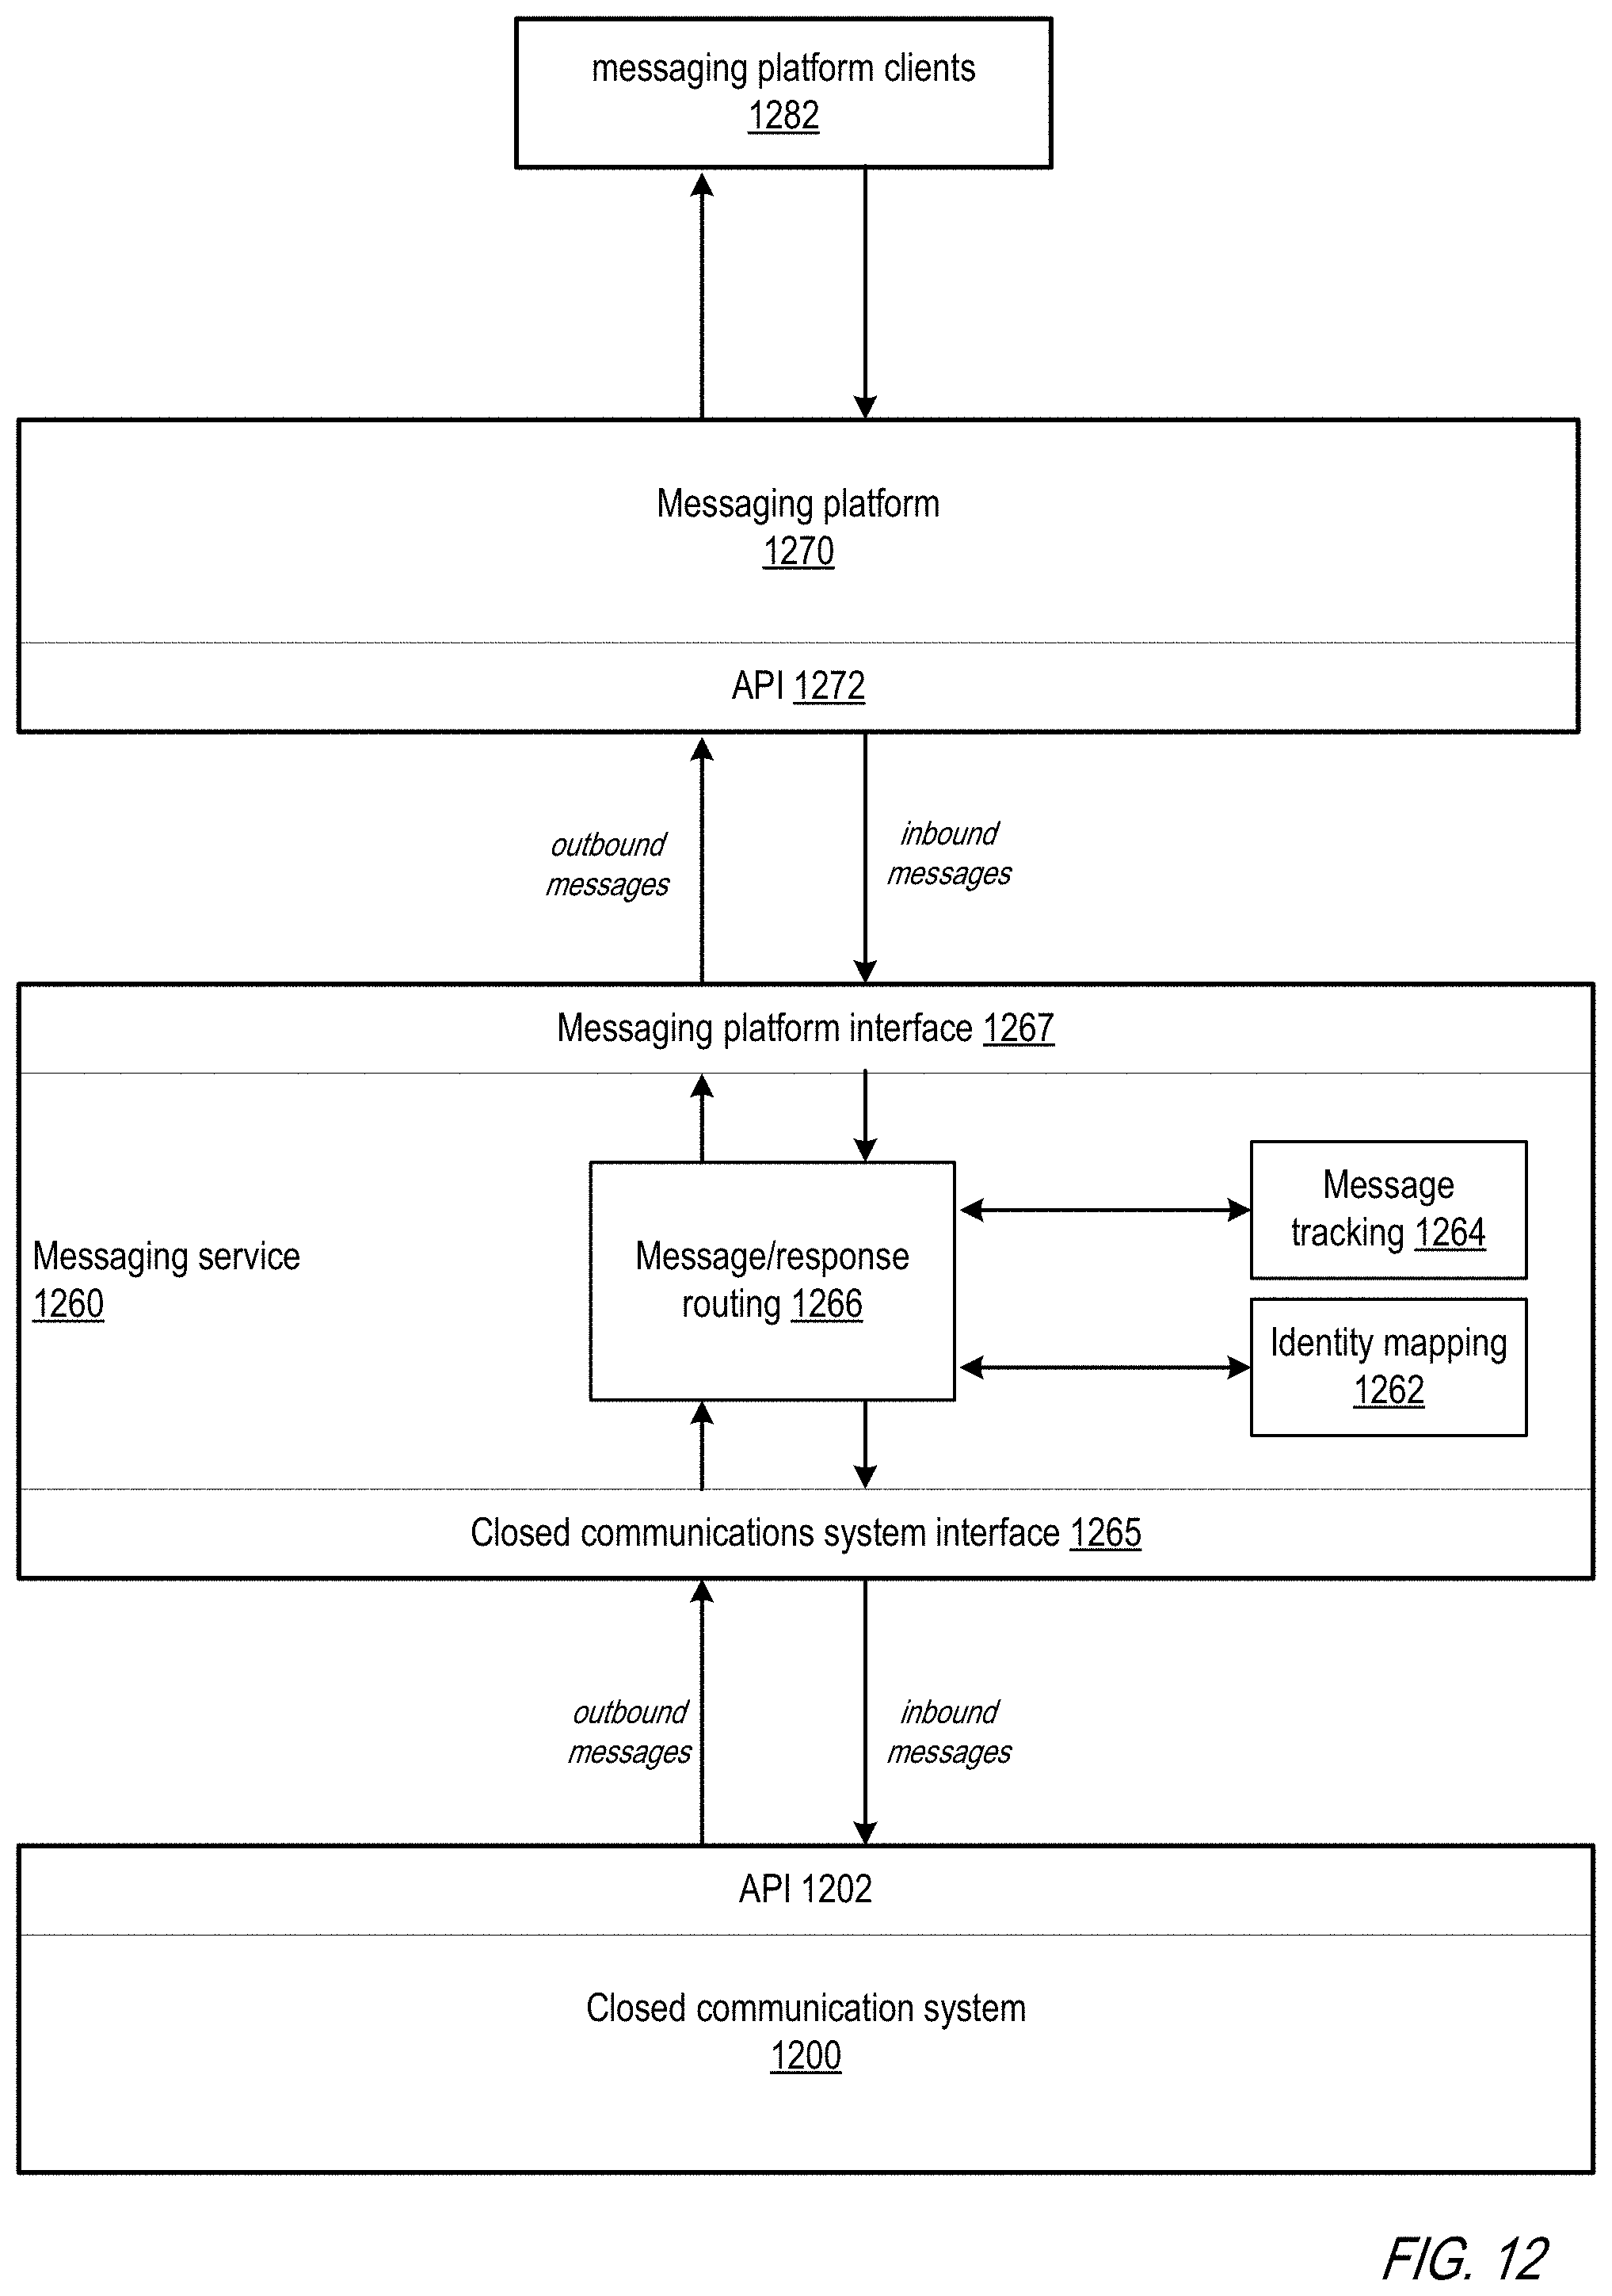 messaging platform clients
1282
Messaging platform
1270
API 1272
outbound
messages
inbound
messages
Messaging platform interface 1267
Messaging service
1260
Message/response
routing 1266
Message
tracking 1264
Identity mapping
1262
Closed communications system interface 1265
outbound
messages
inbound
messages
API 1202
Closed communication system
1200
FIG. 12